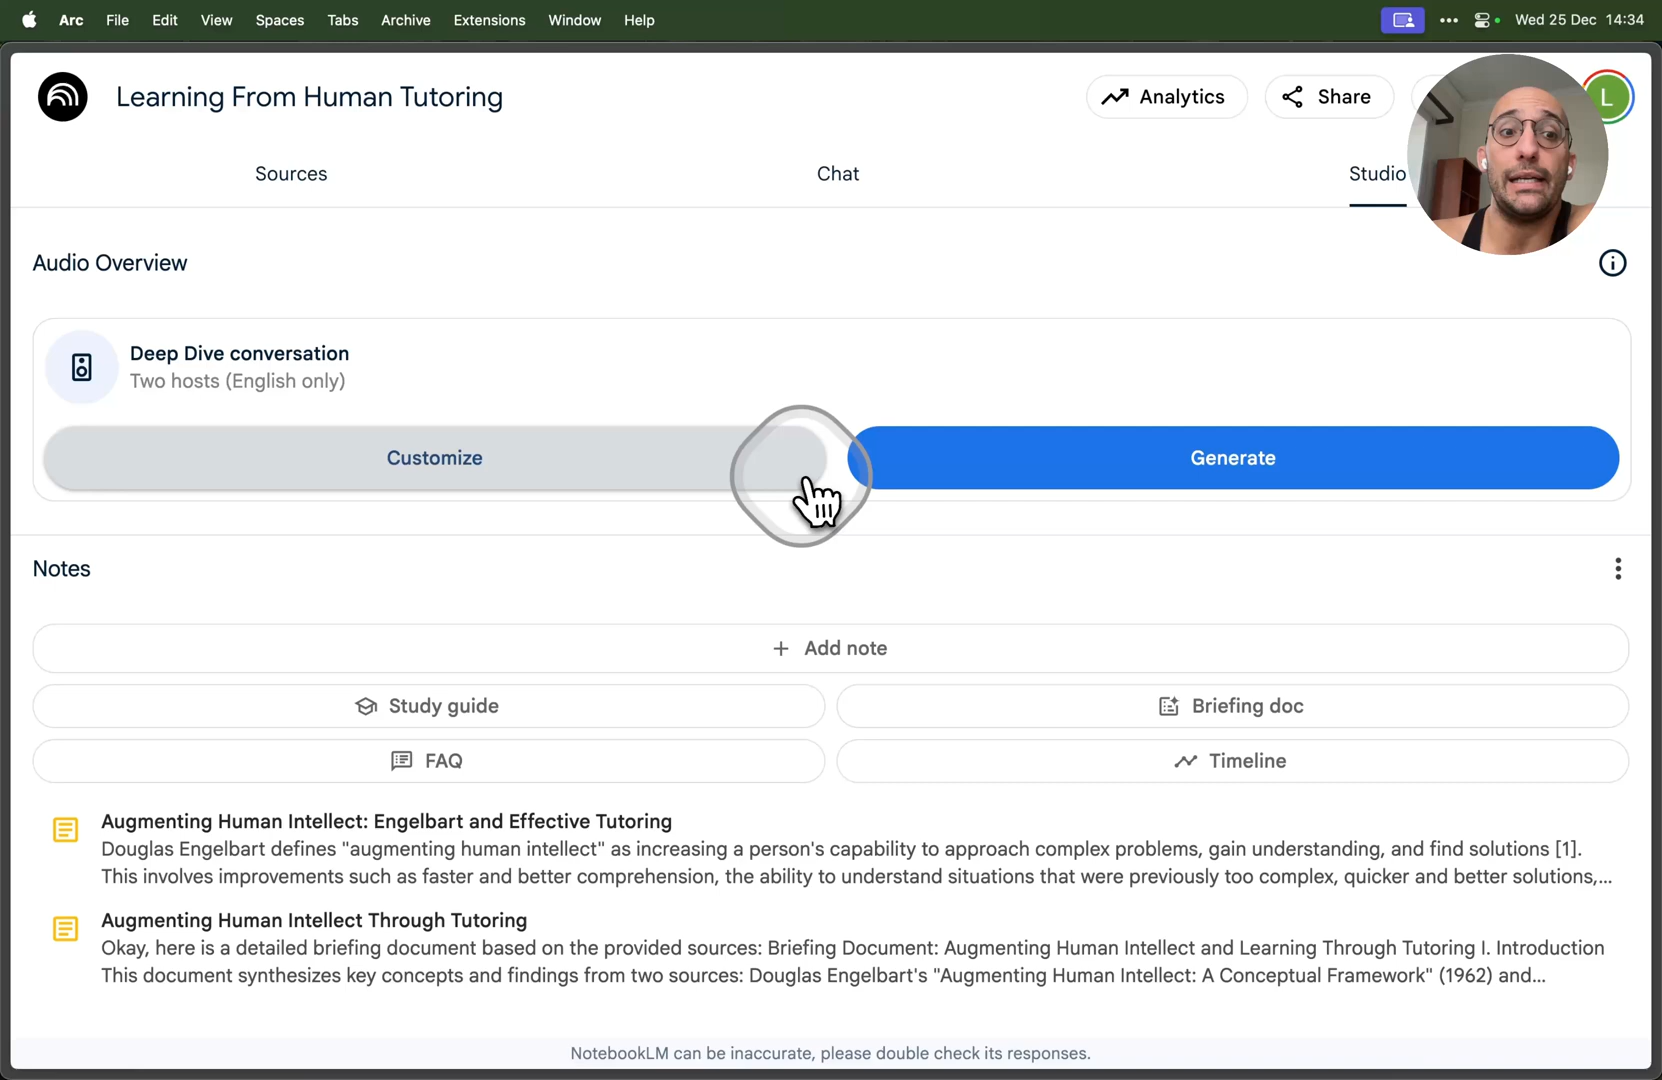 Arc File Edit View Spaces Tabs Archive Extensions Window Help Wed 25 Dec 14:34
Learning From Human Tutoring
Analytics
Share
L
Sources
Chat
Studio
Audio Overview
Deep Dive conversation
Two hosts (English only)
Customize
Generate
Notes
+ Add note
Study guide
Briefing doc
FAQ
Timeline
Augmenting Human Intellect: Engelbart and Effective Tutoring
Douglas Engelbart defines "augmenting human intellect" as increasing a person's capability to approach complex problems, gain understanding, and find solutions [1].
This involves improvements such as faster and better comprehension, the ability to understand situations that were previously too complex, quicker and better solutions,...
Augmenting Human Intellect Through Tutoring
Okay, here is a detailed briefing document based on the provided sources: Briefing Document: Augmenting Human Intellect and Learning Through Tutoring I. Introduction
This document synthesizes key concepts and findings from two sources: Douglas Engelbart's "Augmenting Human Intellect: A Conceptual Framework" (1962) and...
NotebookLM can be inaccurate, please double check its responses.